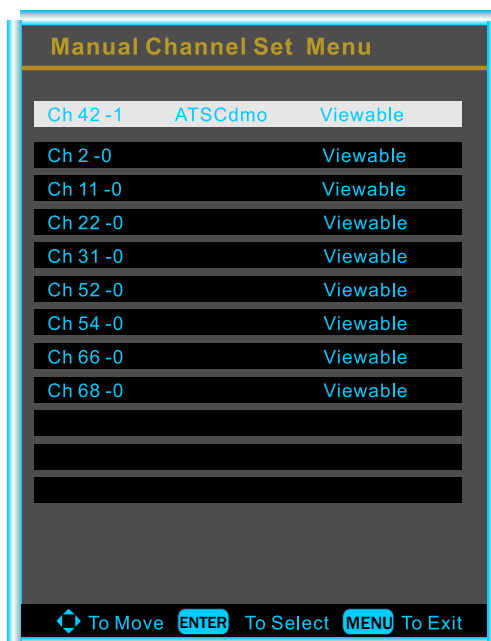 Manual Channel Set Menu
Ch 42 -1 ATSCdmo Viewable
Ch 2 -0 Viewable
Ch 11 -0 Viewable
Ch 22 -0 Viewable
Ch 31 -0 Viewable
Ch 52 -0 Viewable
Ch 54 -0 Viewable
Ch 66 -0 Viewable
Ch 68 -0 Viewable
To Move ENTER To Select MENU To Exit